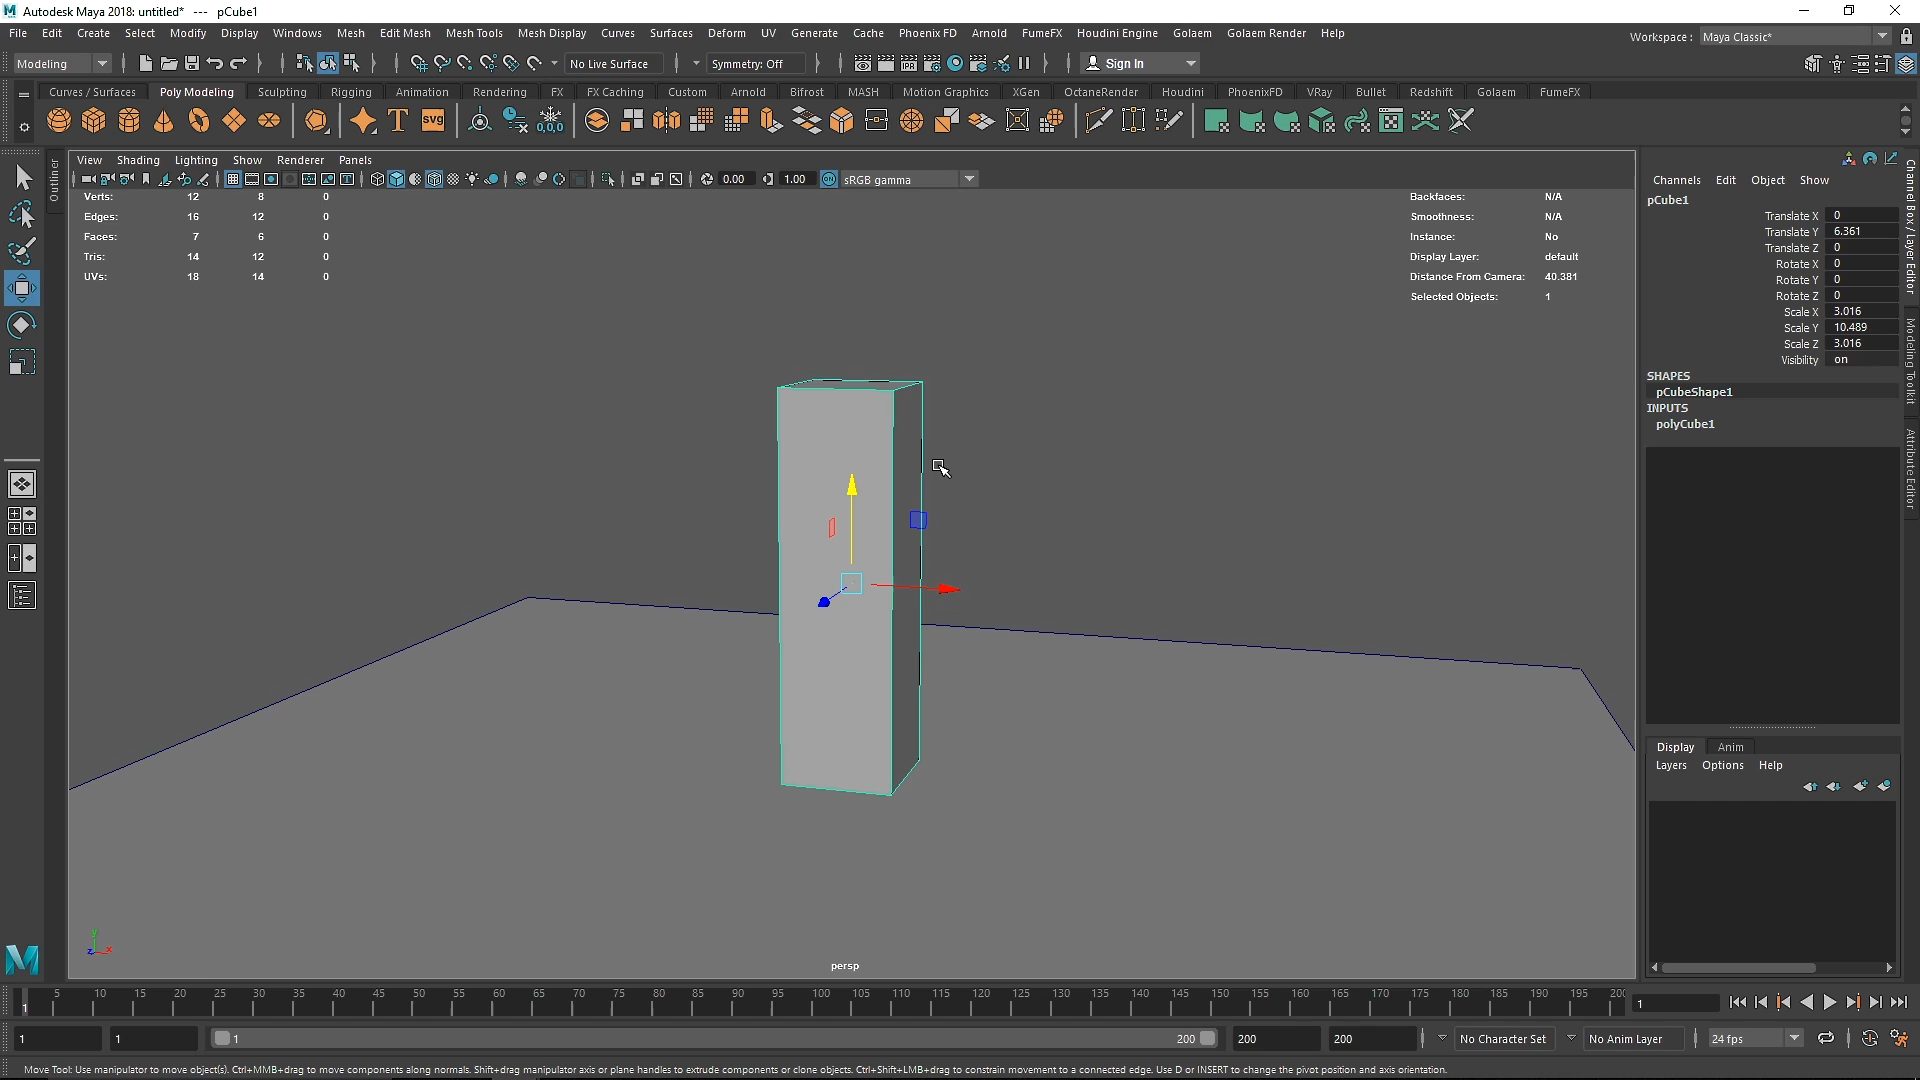 Autodesk Maya 2018: untitled* --- pCube1
File Edit Create Select Modify Display Windows Mesh Edit Mesh Mesh Tools Mesh Display Curves Surfaces Deform UV Generate Cache Phoenix FD Arnold FumeFX Houdini Engine Golaem Golaem Render Help
Workspace : Maya Classic*
Modeling No Live Surface Symmetry: Off Sign In
Curves / Surfaces Poly Modeling Sculpting Rigging Animation Rendering FX FX Caching Custom Arnold Bifrost MASH Motion Graphics XGen OctaneRender Houdini PhoenixFD VRay Bullet Redshift Golaem FumeFX
View Shading Lighting Show Renderer Panels
0.00 1.00 sRGB gamma
Outliner
Verts: 12 8 0
Edges: 16 12 0
Faces: 7 6 0
Tris: 14 12 0
UVs: 18 14 0
Backfaces: N/A
Smoothness: N/A
Instance: No
Display Layer: default
Distance From Camera: 40.381
Selected Objects: 1
persp
y
z x
Channels Edit Object Show
pCube1
Translate X 0
Translate Y 6.361
Translate Z 0
Rotate X 0
Rotate Y 0
Rotate Z 0
Scale X 3.016
Scale Y 10.489
Scale Z 3.016
Visibility on
SHAPES
pCubeShape1
INPUTS
polyCube1
Channel Box / Layer Editor
Modeling Toolkit
Attribute Editor
Display Anim
Layers Options Help
5 10 15 20 25 30 35 40 45 50 55 60 65 70 75 80 85 90 95 100 105 110 115 120 125 130 135 140 145 150 155 160 165 170 175 180 185 190 195 200
1 1
1 1 1 200 200 200 No Character Set No Anim Layer 24 fps
Move Tool: Use manipulator to move object(s). Ctrl+MMB+drag to move components along normals. Shift+drag manipulator axis or plane handles to extrude components or clone objects. Ctrl+Shift+LMB+drag to constrain movement to a connected edge. Use D or INSERT to change the pivot position and axis orientation.